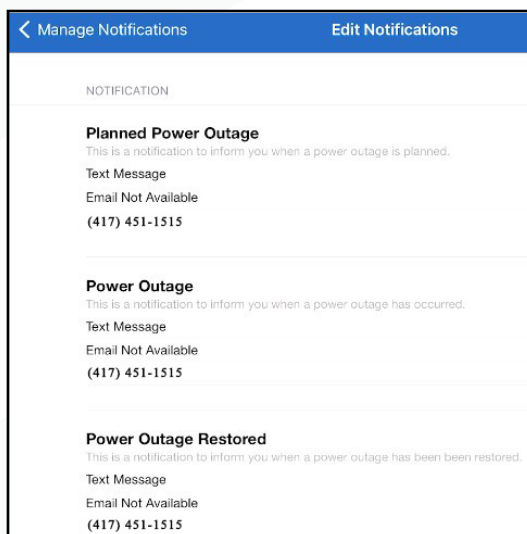 Manage Notifications
Edit Notifications
NOTIFICATION
Planned Power Outage
This is a notification to inform you when a power outage is planned.
Text Message
Email Not Available
(417) 451-1515
Power Outage
This is a notification to inform you when a power outage has occurred.
Text Message
Email Not Available
(417) 451-1515
Power Outage Restored
This is a notification to inform you when a power outage has been been restored.
Text Message
Email Not Available
(417) 451-1515